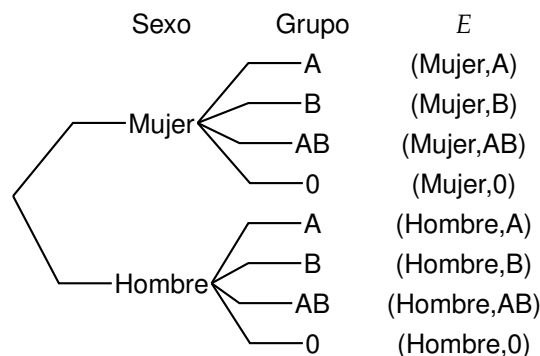 Sexo Grupo E
A (Mujer,A)
B (Mujer,B)
Mujer
AB (Mujer,AB)
0 (Mujer,0)
A (Hombre,A)
B (Hombre,B)
Hombre
AB (Hombre,AB)
0 (Hombre,0)